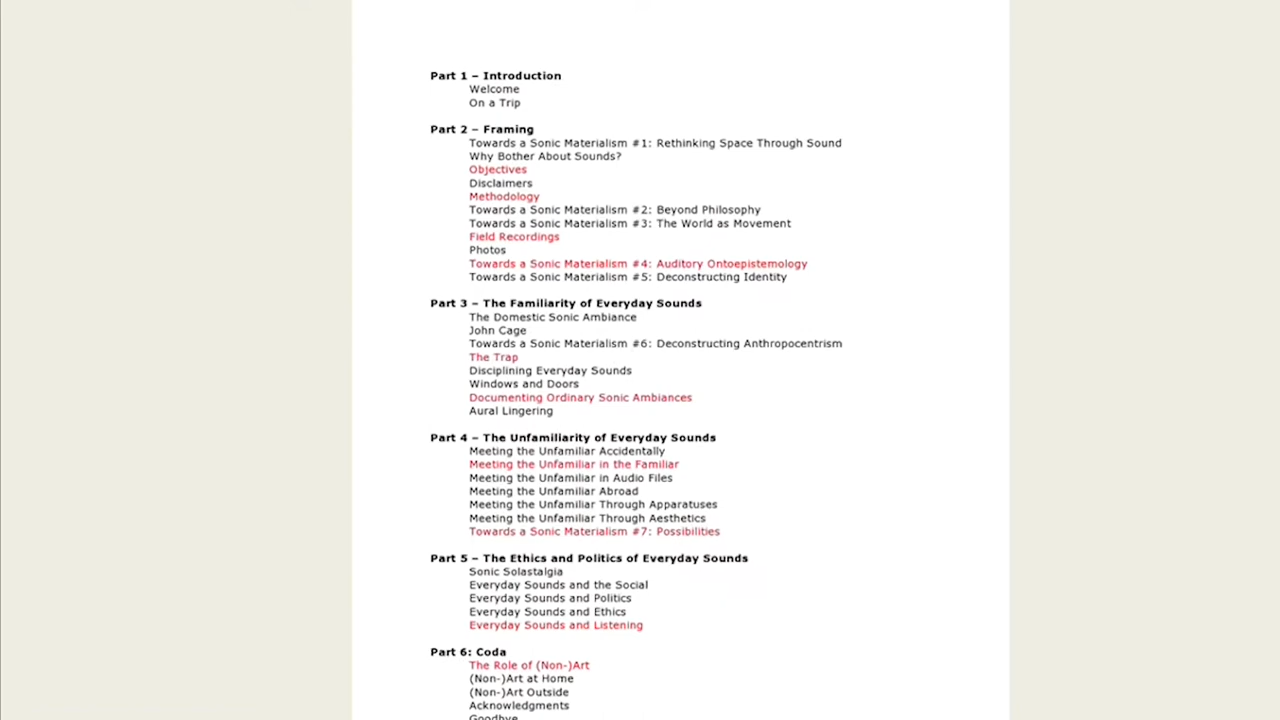 Part 1 – Introduction
Welcome
On a Trip
Part 2 – Framing
Towards a Sonic Materialism #1: Rethinking Space Through Sound
Why Bother About Sounds?
Objectives
Disclaimers
Methodology
Towards a Sonic Materialism #2: Beyond Philosophy
Towards a Sonic Materialism #3: The World as Movement
Field Recordings
Photos
Towards a Sonic Materialism #4: Auditory Ontoepistemology
Towards a Sonic Materialism #5: Deconstructing Identity
Part 3 – The Familiarity of Everyday Sounds
The Domestic Sonic Ambiance
John Cage
Towards a Sonic Materialism #6: Deconstructing Anthropocentrism
The Trap
Disciplining Everyday Sounds
Windows and Doors
Documenting Ordinary Sonic Ambiances
Aural Lingering
Part 4 – The Unfamiliarity of Everyday Sounds
Meeting the Unfamiliar Accidentally
Meeting the Unfamiliar in the Familiar
Meeting the Unfamiliar in Audio Files
Meeting the Unfamiliar Abroad
Meeting the Unfamiliar Through Apparatuses
Meeting the Unfamiliar Through Aesthetics
Towards a Sonic Materialism #7: Possibilities
Part 5 – The Ethics and Politics of Everyday Sounds
Sonic Solastalgia
Everyday Sounds and the Social
Everyday Sounds and Politics
Everyday Sounds and Ethics
Everyday Sounds and Listening
Part 6: Coda
The Role of (Non-)Art
(Non-)Art at Home
(Non-)Art Outside
Acknowledgments
Goodbye